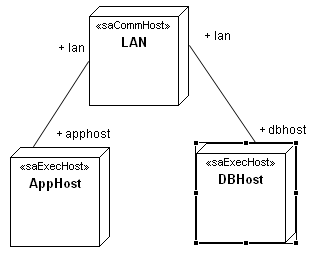 «saCommHost»
LAN
+ lan
+ lan
+ apphost
+ dbhost
«saExecHost»
AppHost
«saExecHost»
DBHost